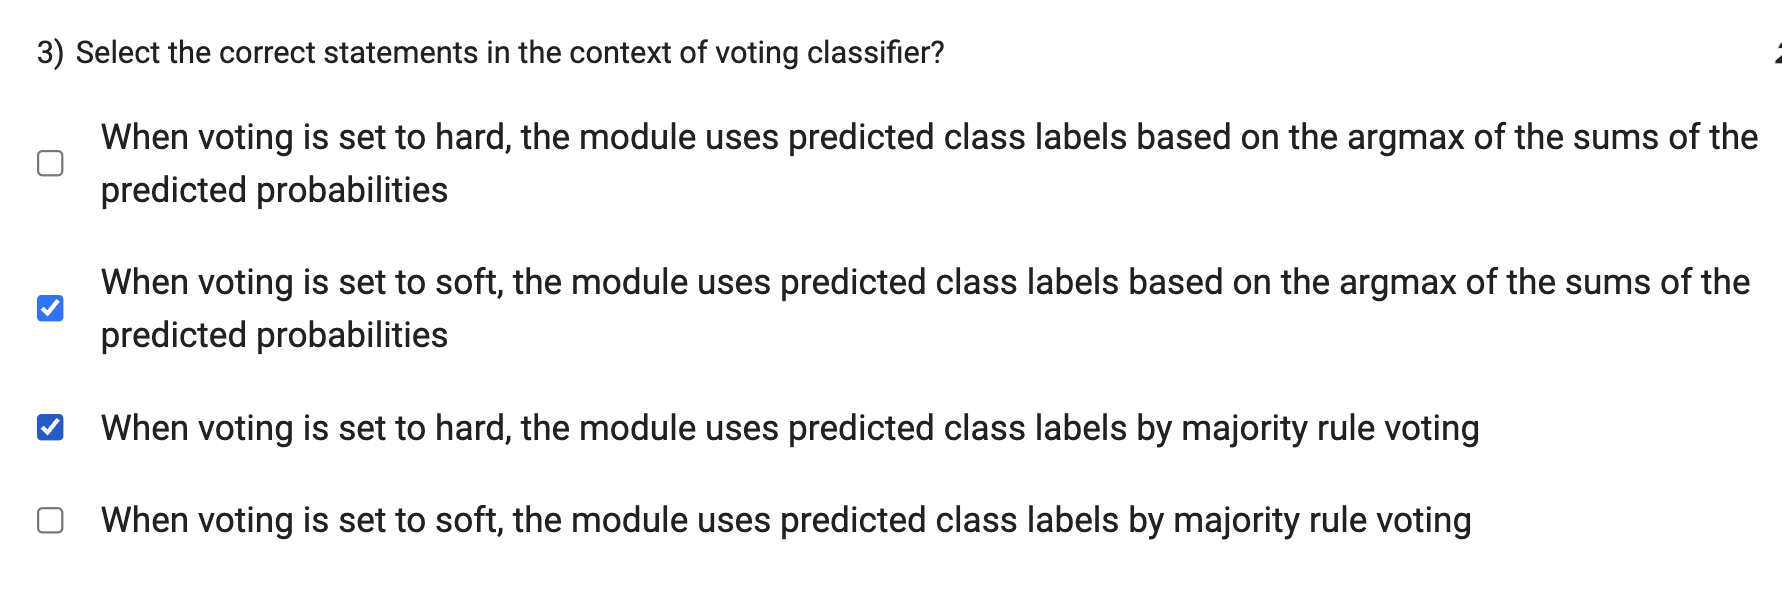 3) Select the correct statements in the context of voting classifier?
When voting is set to hard, the module uses predicted class labels based on the argmax of the sums of the
predicted probabilities
When voting is set to soft, the module uses predicted class labels based on the argmax of the sums of the
predicted probabilities
When voting is set to hard, the module uses predicted class labels by majority rule voting
When voting is set to soft, the module uses predicted class labels by majority rule voting